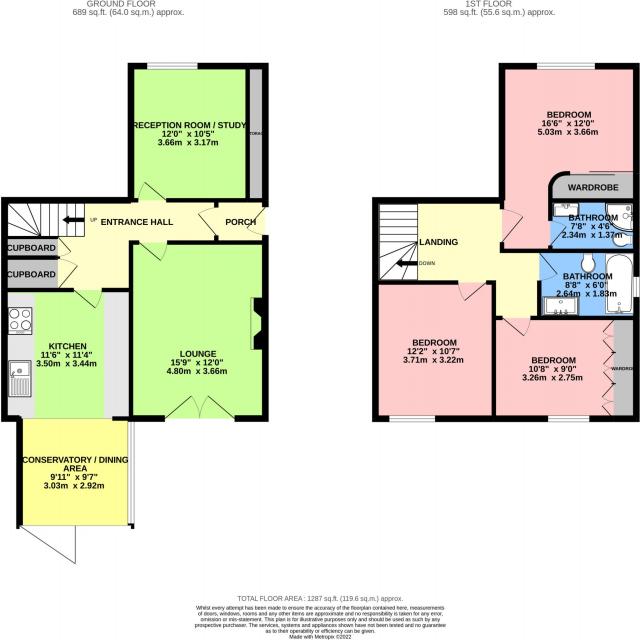 GROUND FLOOR
689 sq.ft. (64.0 sq.m.) approx.
RECEPTION ROOM / STUDY
12'0" x 10'5"
3.66m x 3.17m
UP
ENTRANCE HALL
PORCH
CUPBOARD
CUPBOARD
KITCHEN
11'6" x 11'4"
3.50m x 3.44m
LOUNGE
15'9" x 12'0"
4.80m x 3.66m
CONSERVATORY / DINING
AREA
9'11" x 9'7"
3.03m x 2.92m
1ST FLOOR
598 sq.ft. (55.6 sq.m.) approx.
BEDROOM
16'6" x 12'0"
5.03m x 3.66m
WARDROBE
BATHROOM
7'8" x 4'6"
2.34m x 1.37m
LANDING
DOWN
BATHROOM
8'8" x 6'0"
2.64m x 1.83m
BEDROOM
12'2" x 10'7"
3.71m x 3.22m
BEDROOM
10'8" x 9'0"
3.26m x 2.75m
TOTAL FLOOR AREA : 1287 sq.ft. (119.6 sq.m.) approx.
Whilst every attempt has been made to ensure the accuracy of the floorplan contained here, measurements
of doors, windows, rooms and any other items are approximate and no responsibility is taken for any error,
omission or mis-statement. This plan is for illustrative purposes only and should be used as such by any
prospective purchaser. The services, systems and appliances shown have not been tested and no guarantee
as to their operability or efficiency can be given.
Made with Metropix ©2022